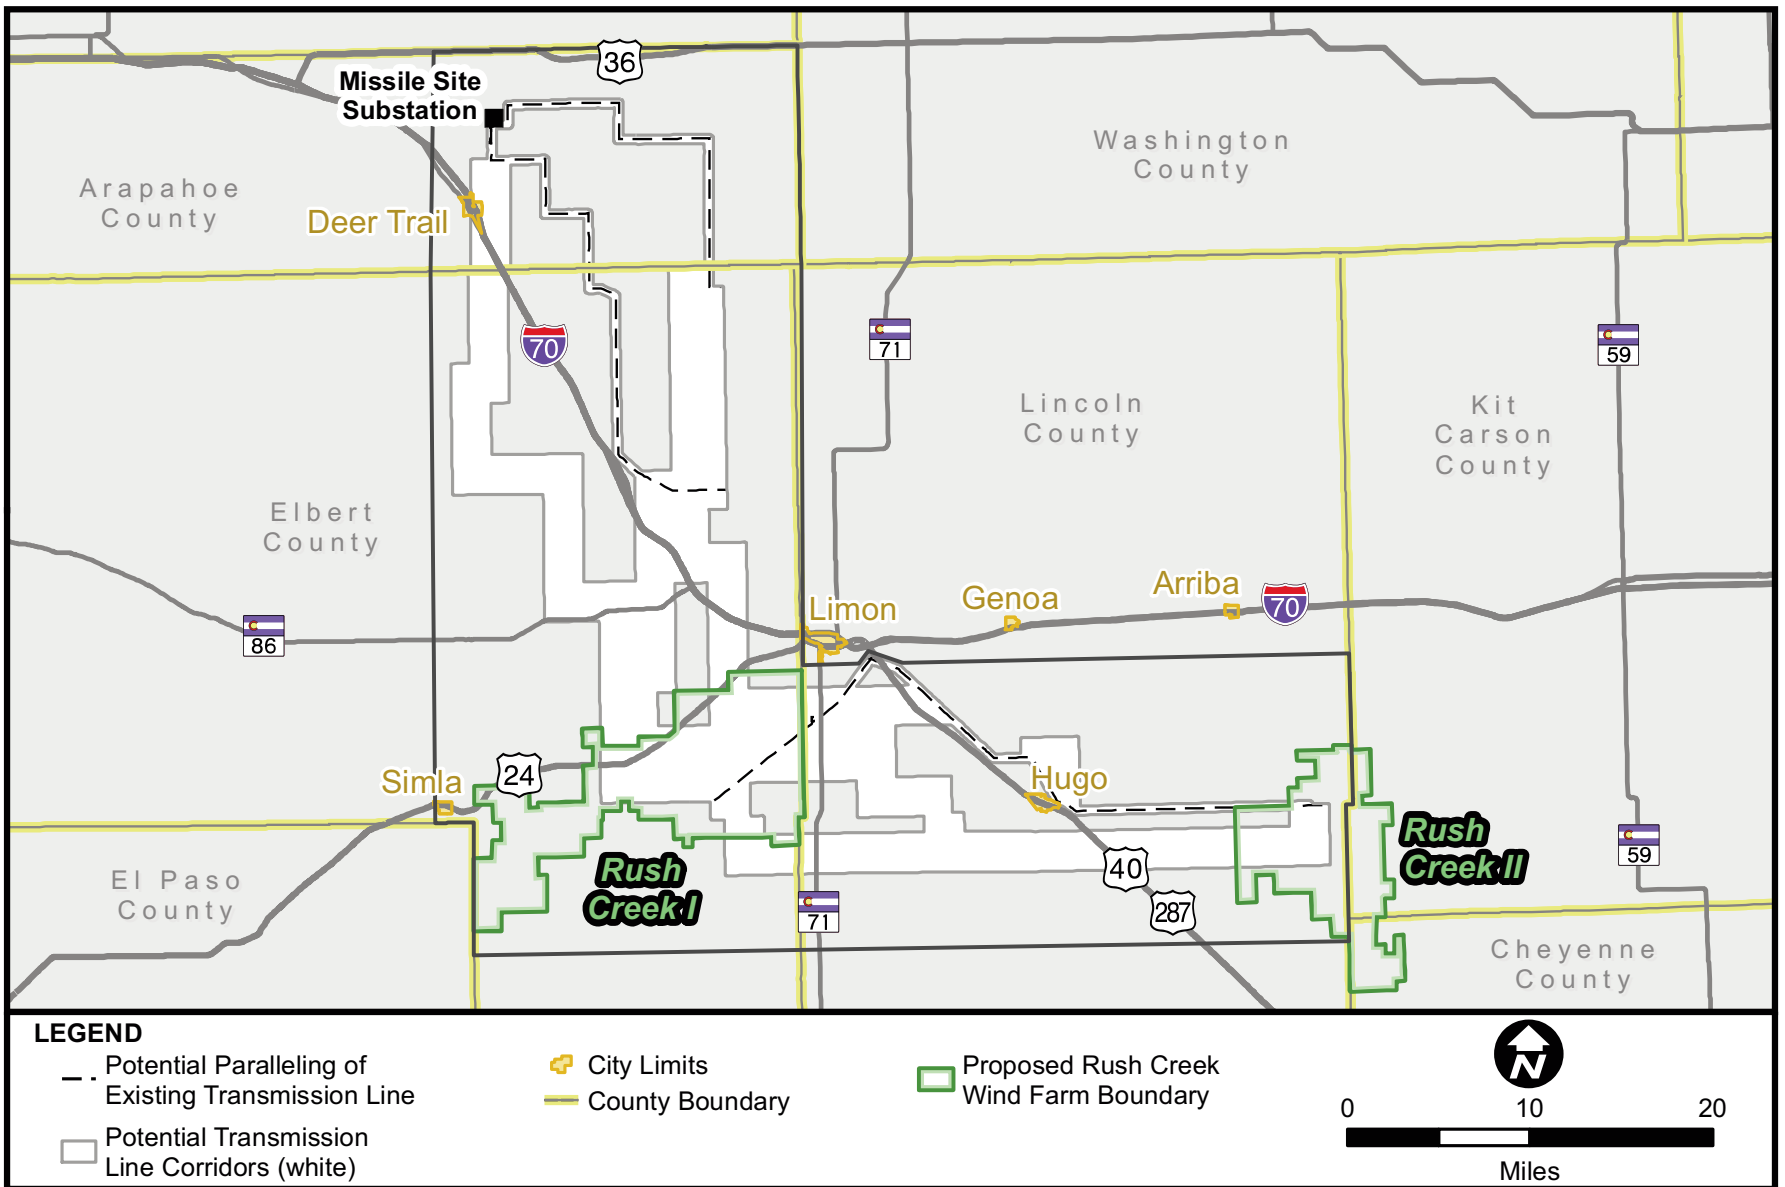 36
Missile Site
Substation
Washington
County
Arapahoe
County
Deer Trail
70
71
59
Lincoln
County
Kit
Carson
County
Elbert
County
86
Limon
Genoa
Arriba
70
Simla
24
Hugo
Rush
Creek I
Rush
Creek II
El Paso
County
71
40
287
59
Cheyenne
County
LEGEND
Potential Paralleling of
Existing Transmission Line
Potential Transmission
Line Corridors (white)
City Limits
County Boundary
Proposed Rush Creek
Wind Farm Boundary
N
0 10 20
Miles